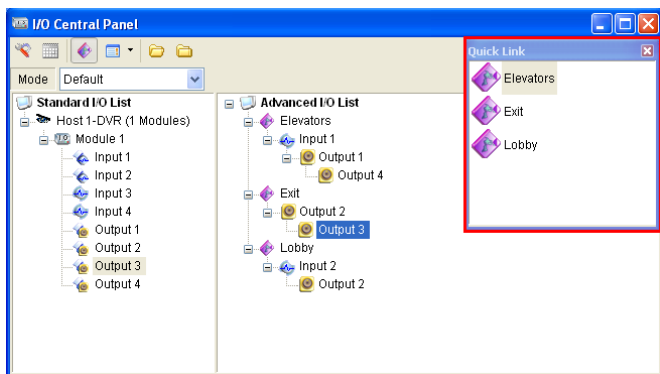 I/O Central Panel
Mode Default
Standard I/O List
Host 1-DVR (1 Modules)
Module 1
Input 1
Input 2
Input 3
Input 4
Output 1
Output 2
Output 3
Output 4
Advanced I/O List
Elevators
Input 1
Output 1
Output 4
Exit
Output 2
Output 3
Lobby
Input 2
Output 2
Quick Link
Elevators
Exit
Lobby